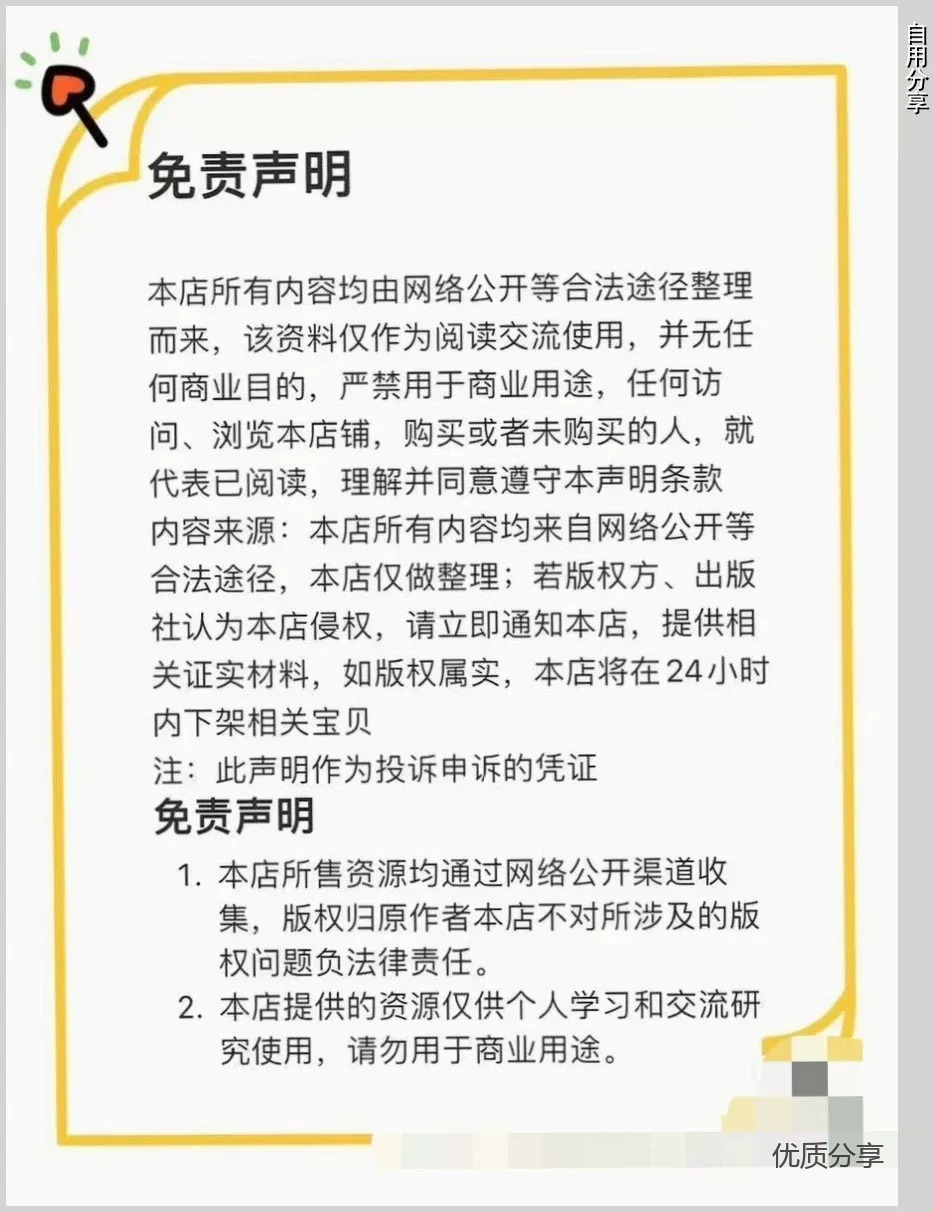 自用分享
免责声明
本店所有内容均由网络公开等合法途径整理
而来，该资料仅作为阅读交流使用，并无任
何商业目的，严禁用于商业用途，任何访
问、浏览本店铺，购买或者未购买的人，就
代表已阅读，理解并同意遵守本声明条款
内容来源：本店所有内容均来自网络公开等
合法途径，本店仅做整理；若版权方、出版
社认为本店侵权，请立即通知本店，提供相
关证实材料，如版权属实，本店将在24小时
内下架相关宝贝
注：此声明作为投诉申诉的凭证
免责声明
1. 本店所售资源均通过网络公开渠道收
集，版权归原作者本店不对所涉及的版
权问题负法律责任。
2. 本店提供的资源仅供个人学习和交流研
究使用，请勿用于商业用途。
优质分享